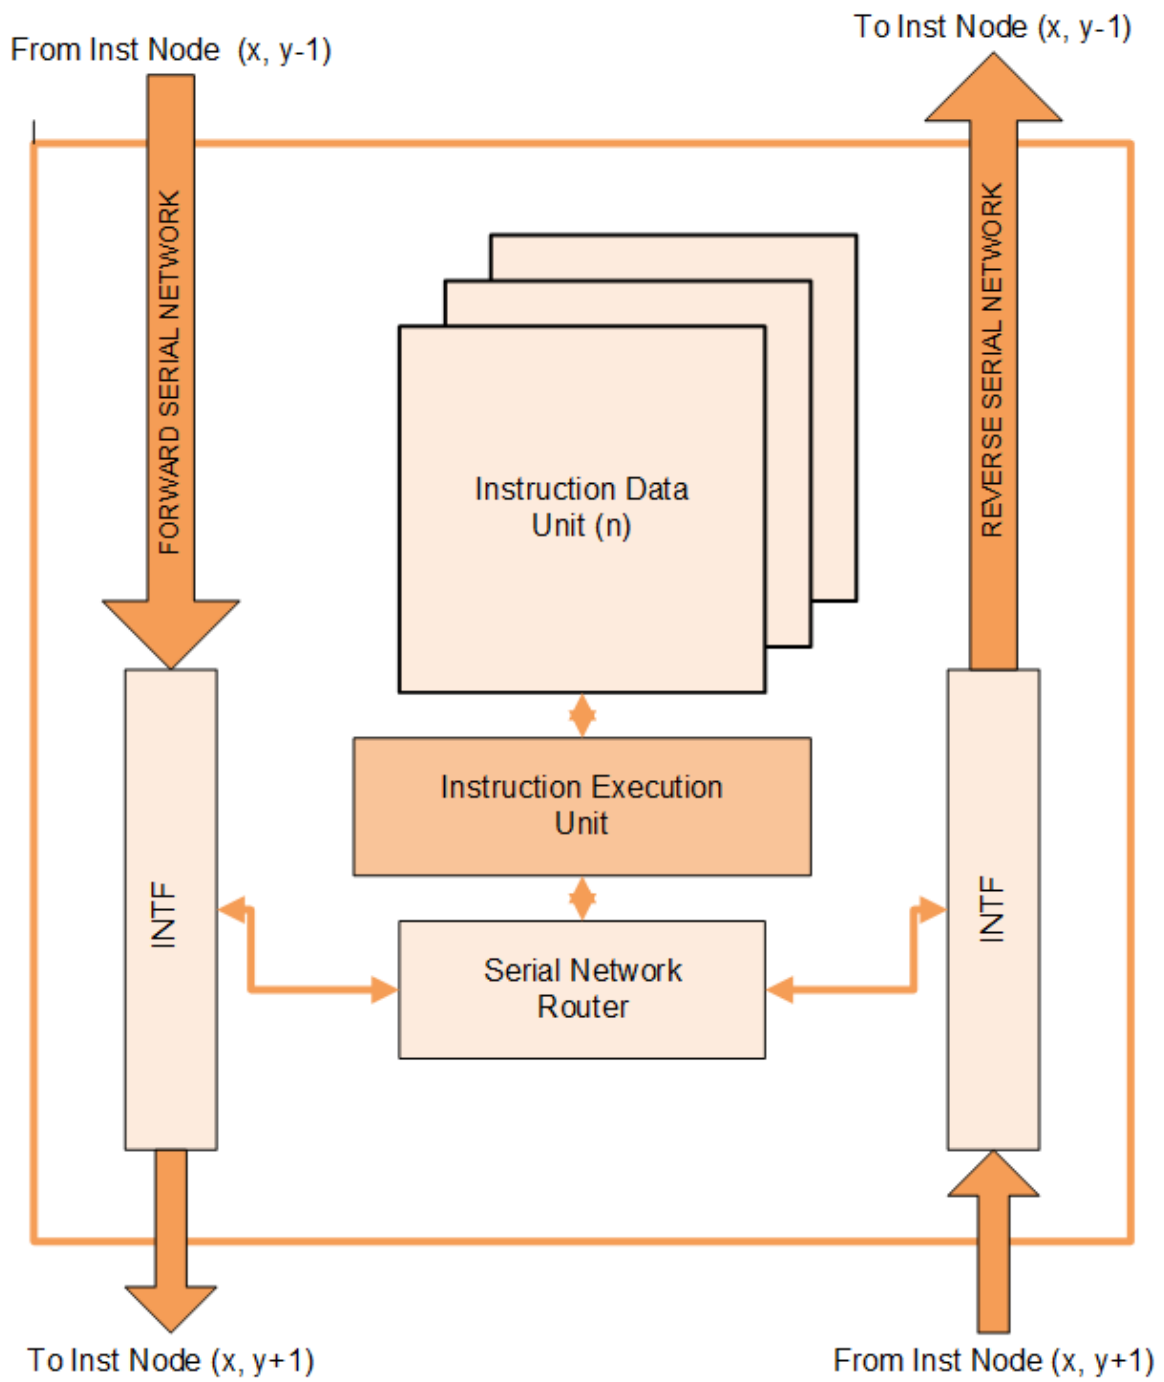 From Inst Node (x, y-1)
To Inst Node (x, y-1)
FORWARD SERIAL NETWORK
REVERSE SERIAL NETWORK
Instruction Data
Unit (n)
Instruction Execution
Unit
INTF
INTF
Serial Network
Router
To Inst Node (x, y+1)
From Inst Node (x, y+1)